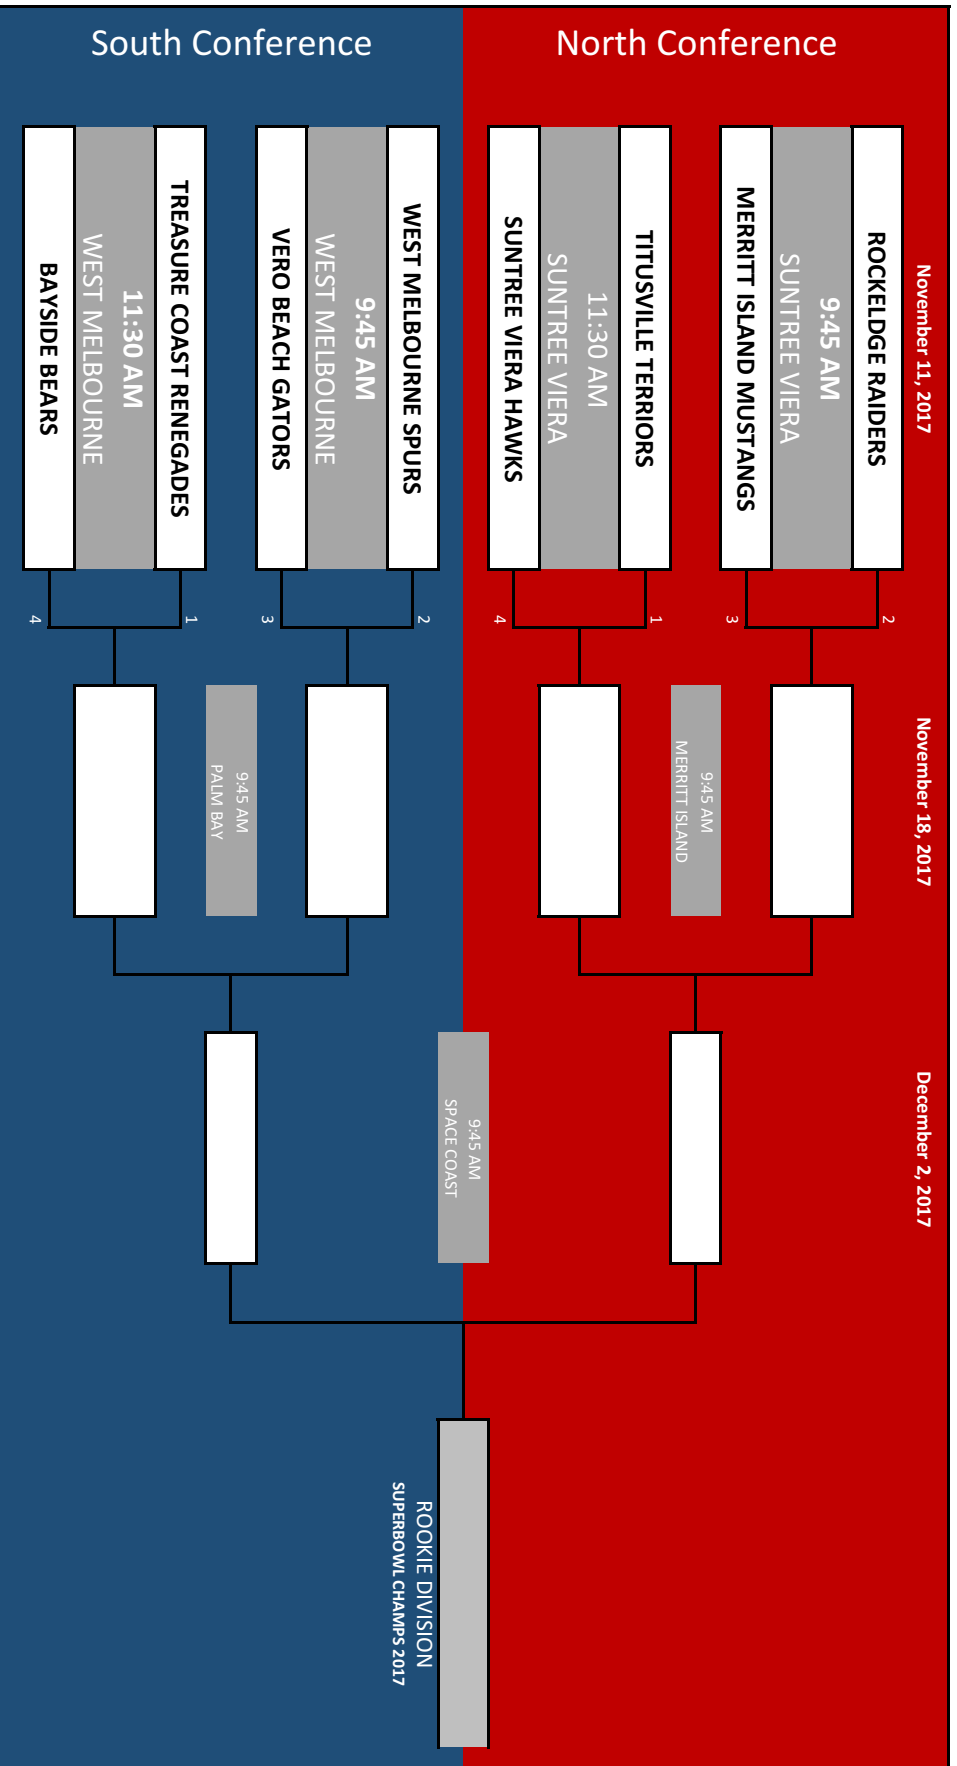 South Conference
North Conference
November 11, 2017
November 18, 2017
December 2, 2017
ROCKELDGE RAIDERS
2
9:45 AM
SUNTREE VIERA
MERRITT ISLAND MUSTANGS
3
9:45 AM
MERRITT ISLAND
TITUSVILLE TERRIORS
1
11:30 AM
SUNTREE VIERA
SUNTREE VIERA HAWKS
4
9:45 AM
SPACE COAST
WEST MELBOURNE SPURS
2
9:45 AM
WEST MELBOURNE
VERO BEACH GATORS
3
9:45 AM
PALM BAY
TREASURE COAST RENEGADES
1
11:30 AM
WEST MELBOURNE
BAYSIDE BEARS
4
ROOKIE DIVISION
SUPERBOWL CHAMPS 2017